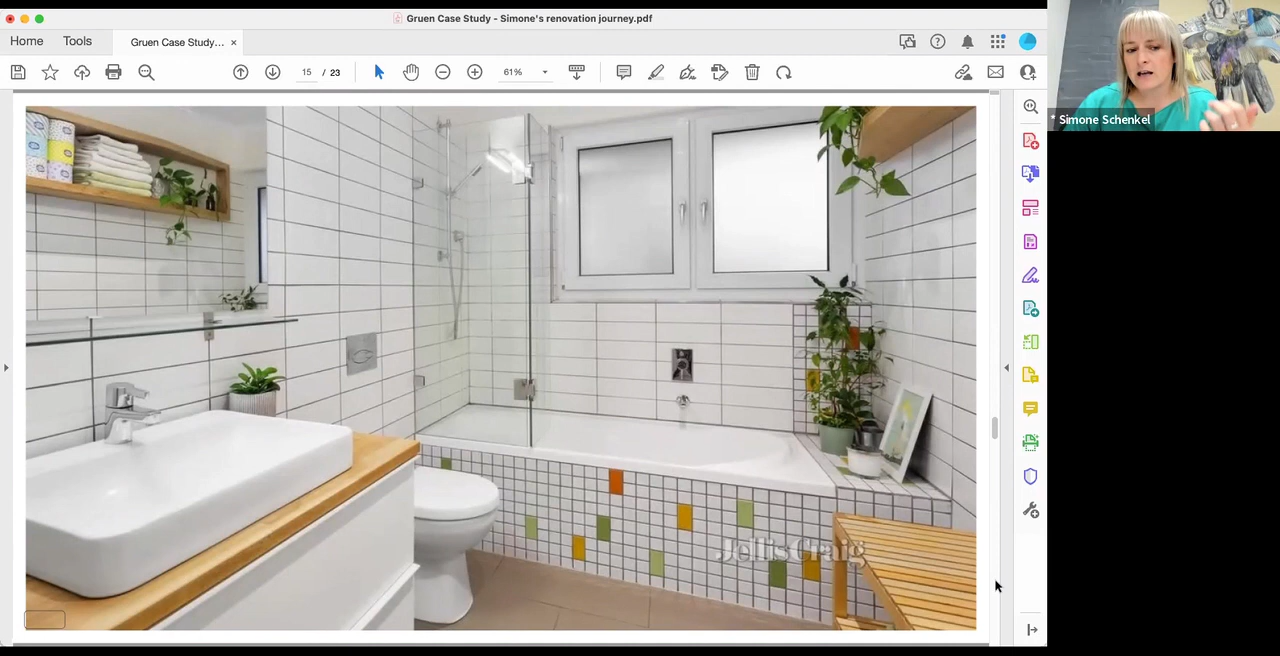 Gruen Case Study - Simone's renovation journey.pdf
Home
Tools
Gruen Case Study... ×
15 / 23
61%
* Simone Schenkel
JellisCraig